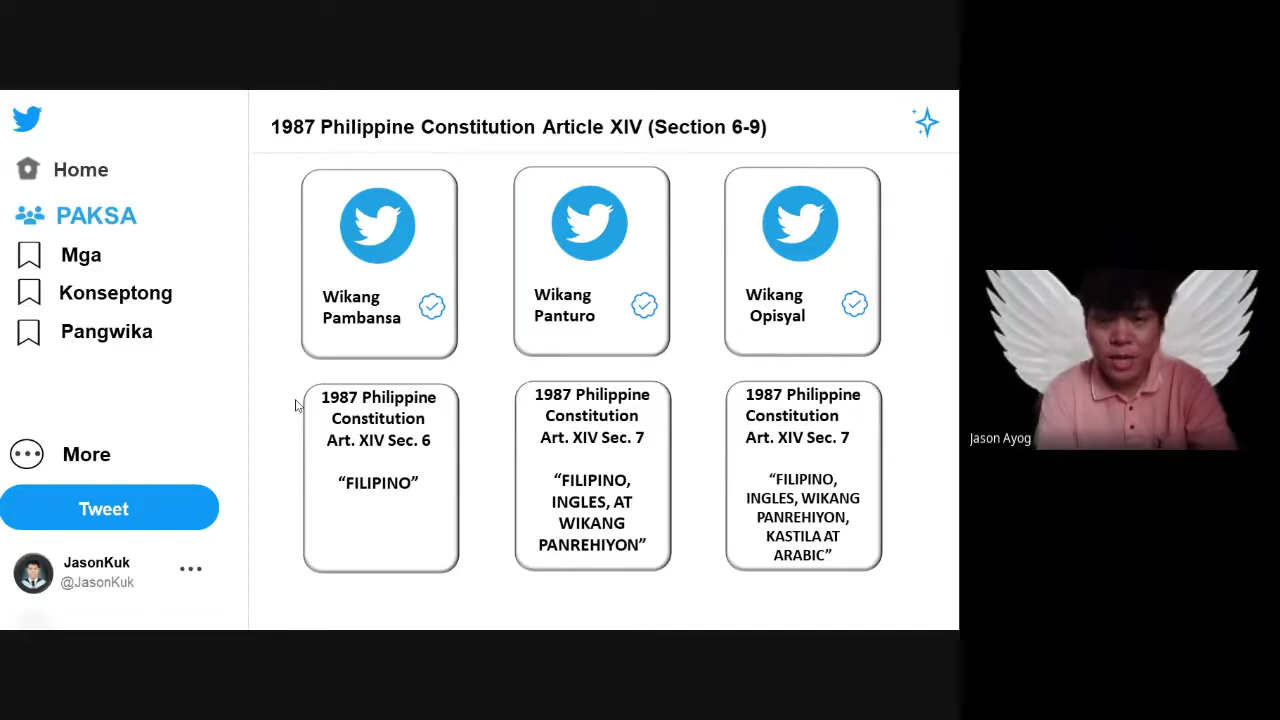 1987 Philippine Constitution Article XIV (Section 6-9)
Home
PAKSA
Mga
Konseptong
Pangwika
More
Tweet
JasonKuk
@JasonKuk
Wikang
Pambansa
Wikang
Panturo
Wikang
Opisyal
1987 Philippine
Constitution
Art. XIV Sec. 6
“FILIPINO”
1987 Philippine
Constitution
Art. XIV Sec. 7
“FILIPINO,
INGLES, AT
WIKANG
PANREHIYON”
1987 Philippine
Constitution
Art. XIV Sec. 7
“FILIPINO,
INGLES, WIKANG
PANREHIYON,
KASTILA AT
ARABIC”
Jason Ayog